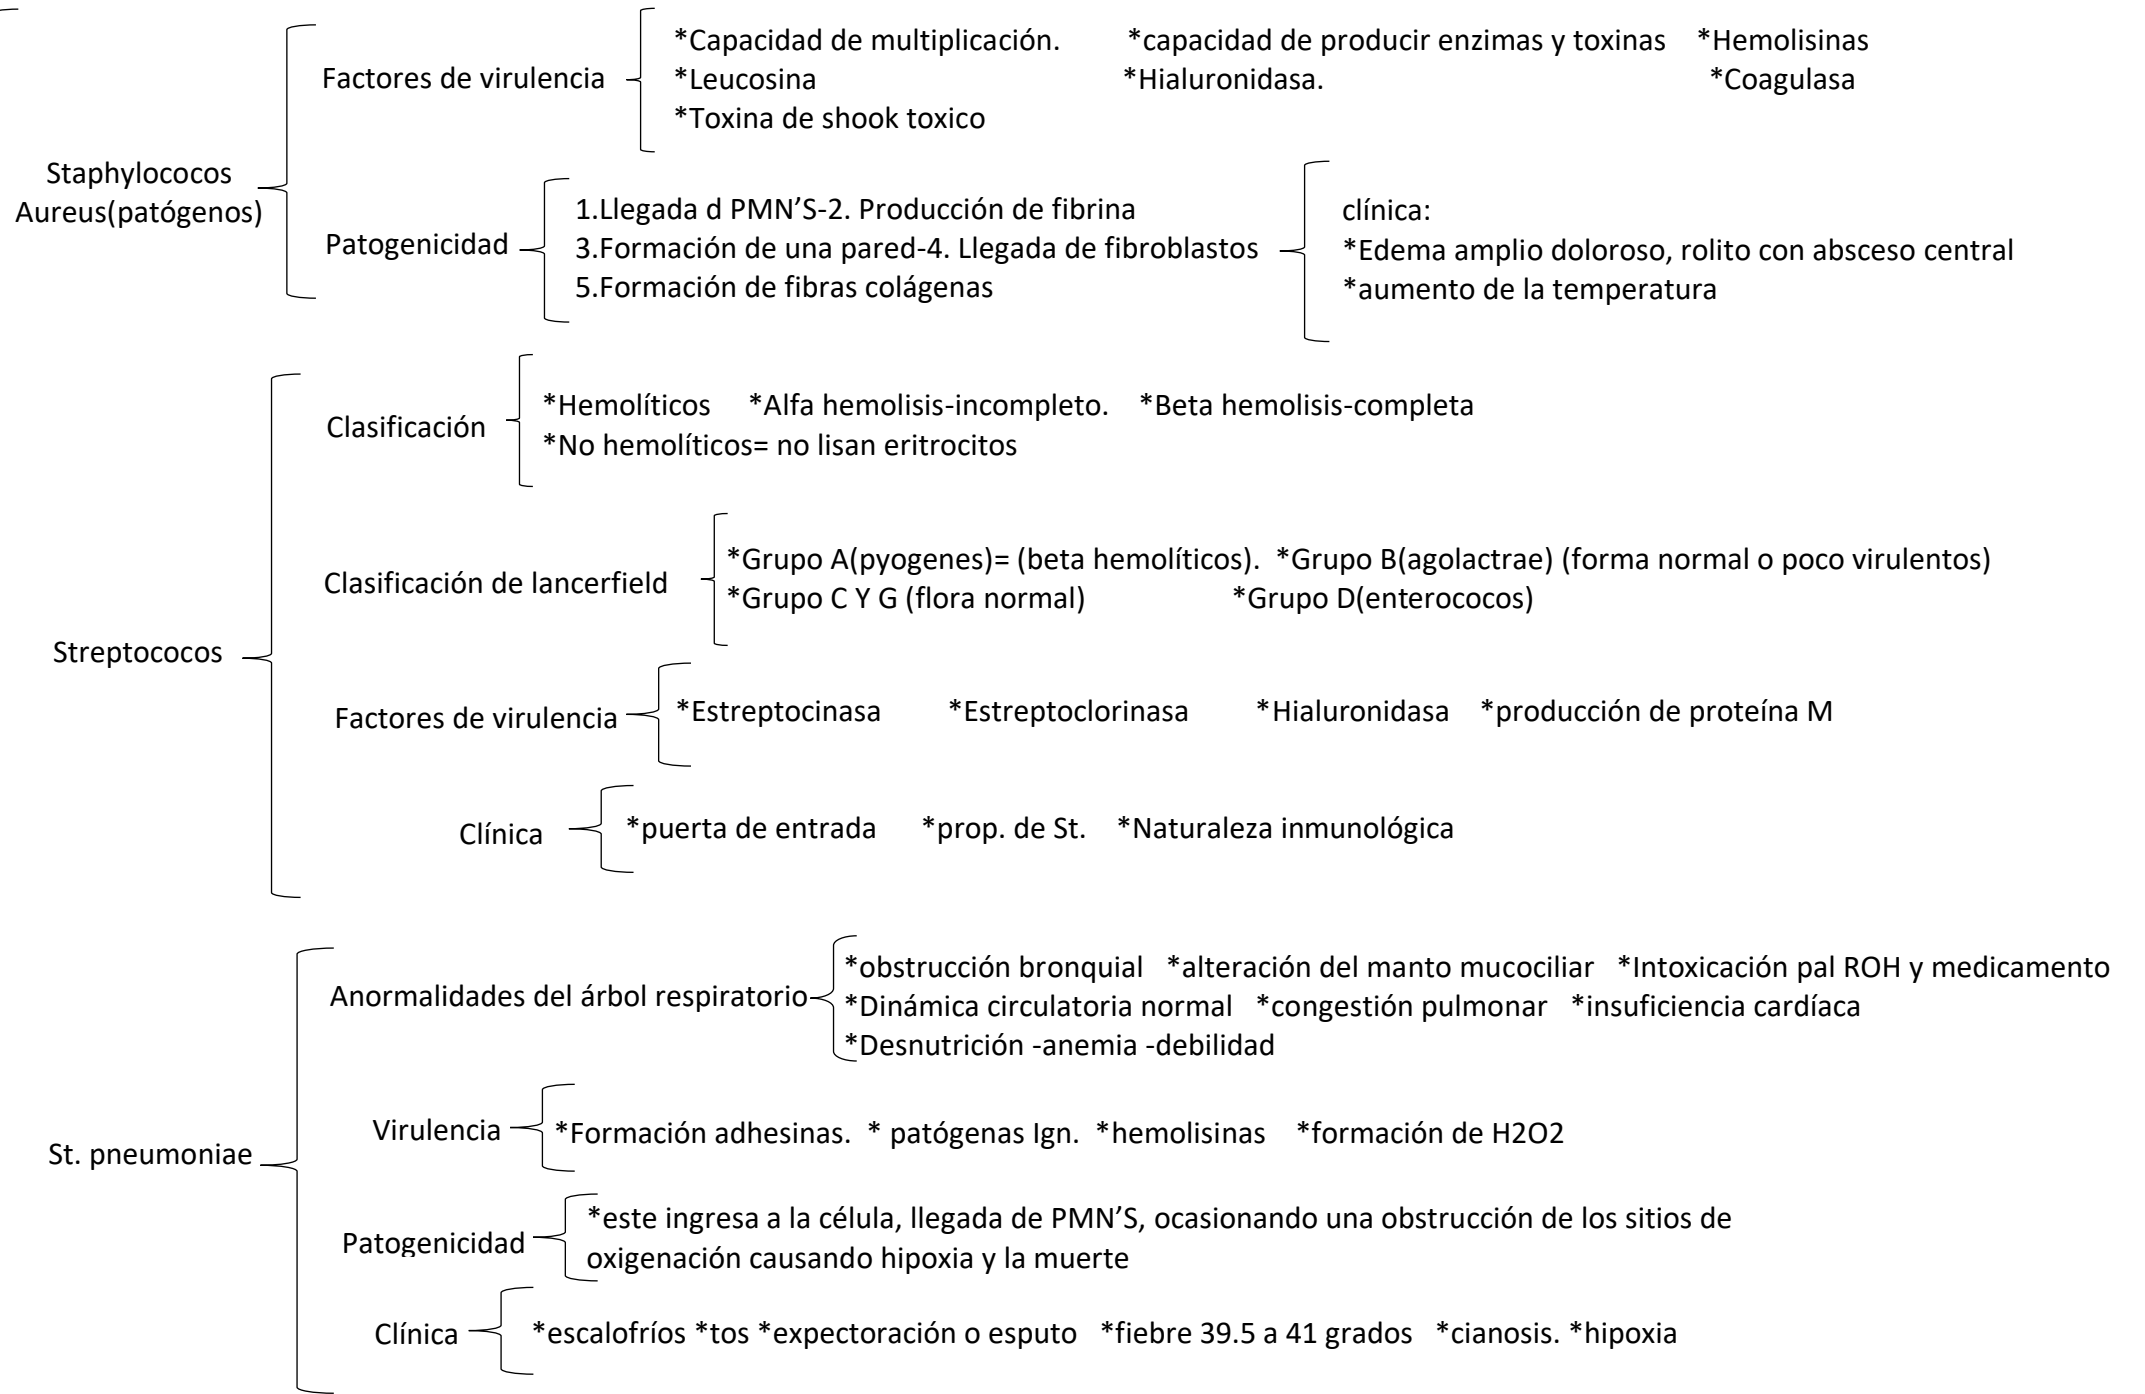 Staphylococos
Aureus(patógenos)
Factores de virulencia
*Capacidad de multiplicación. *capacidad de producir enzimas y toxinas *Hemolisinas
*Leucosina *Hialuronidasa. *Coagulasa
*Toxina de shook toxico
Patogenicidad
1.Llegada d PMN’S-2. Producción de fibrina
3.Formación de una pared-4. Llegada de fibroblastos
5.Formación de fibras colágenas
clínica:
*Edema amplio doloroso, rolito con absceso central
*aumento de la temperatura
Streptococos
Clasificación
*Hemolíticos *Alfa hemolisis-incompleto. *Beta hemolisis-completa
*No hemolíticos= no lisan eritrocitos
Clasificación de lancerfield
*Grupo A(pyogenes)= (beta hemolíticos). *Grupo B(agolactrae) (forma normal o poco virulentos)
*Grupo C Y G (flora normal) *Grupo D(enterococos)
Factores de virulencia
*Estreptocinasa *Estreptoclorinasa *Hialuronidasa *producción de proteína M
Clínica
*puerta de entrada *prop. de St. *Naturaleza inmunológica
St. pneumoniae
Anormalidades del árbol respiratorio
*obstrucción bronquial *alteración del manto mucociliar *Intoxicación pal ROH y medicamento
*Dinámica circulatoria normal *congestión pulmonar *insuficiencia cardíaca
*Desnutrición -anemia -debilidad
Virulencia
*Formación adhesinas. * patógenas Ign. *hemolisinas *formación de H2O2
Patogenicidad
*este ingresa a la célula, llegada de PMN’S, ocasionando una obstrucción de los sitios de
oxigenación causando hipoxia y la muerte
Clínica
*escalofríos *tos *expectoración o esputo *fiebre 39.5 a 41 grados *cianosis. *hipoxia